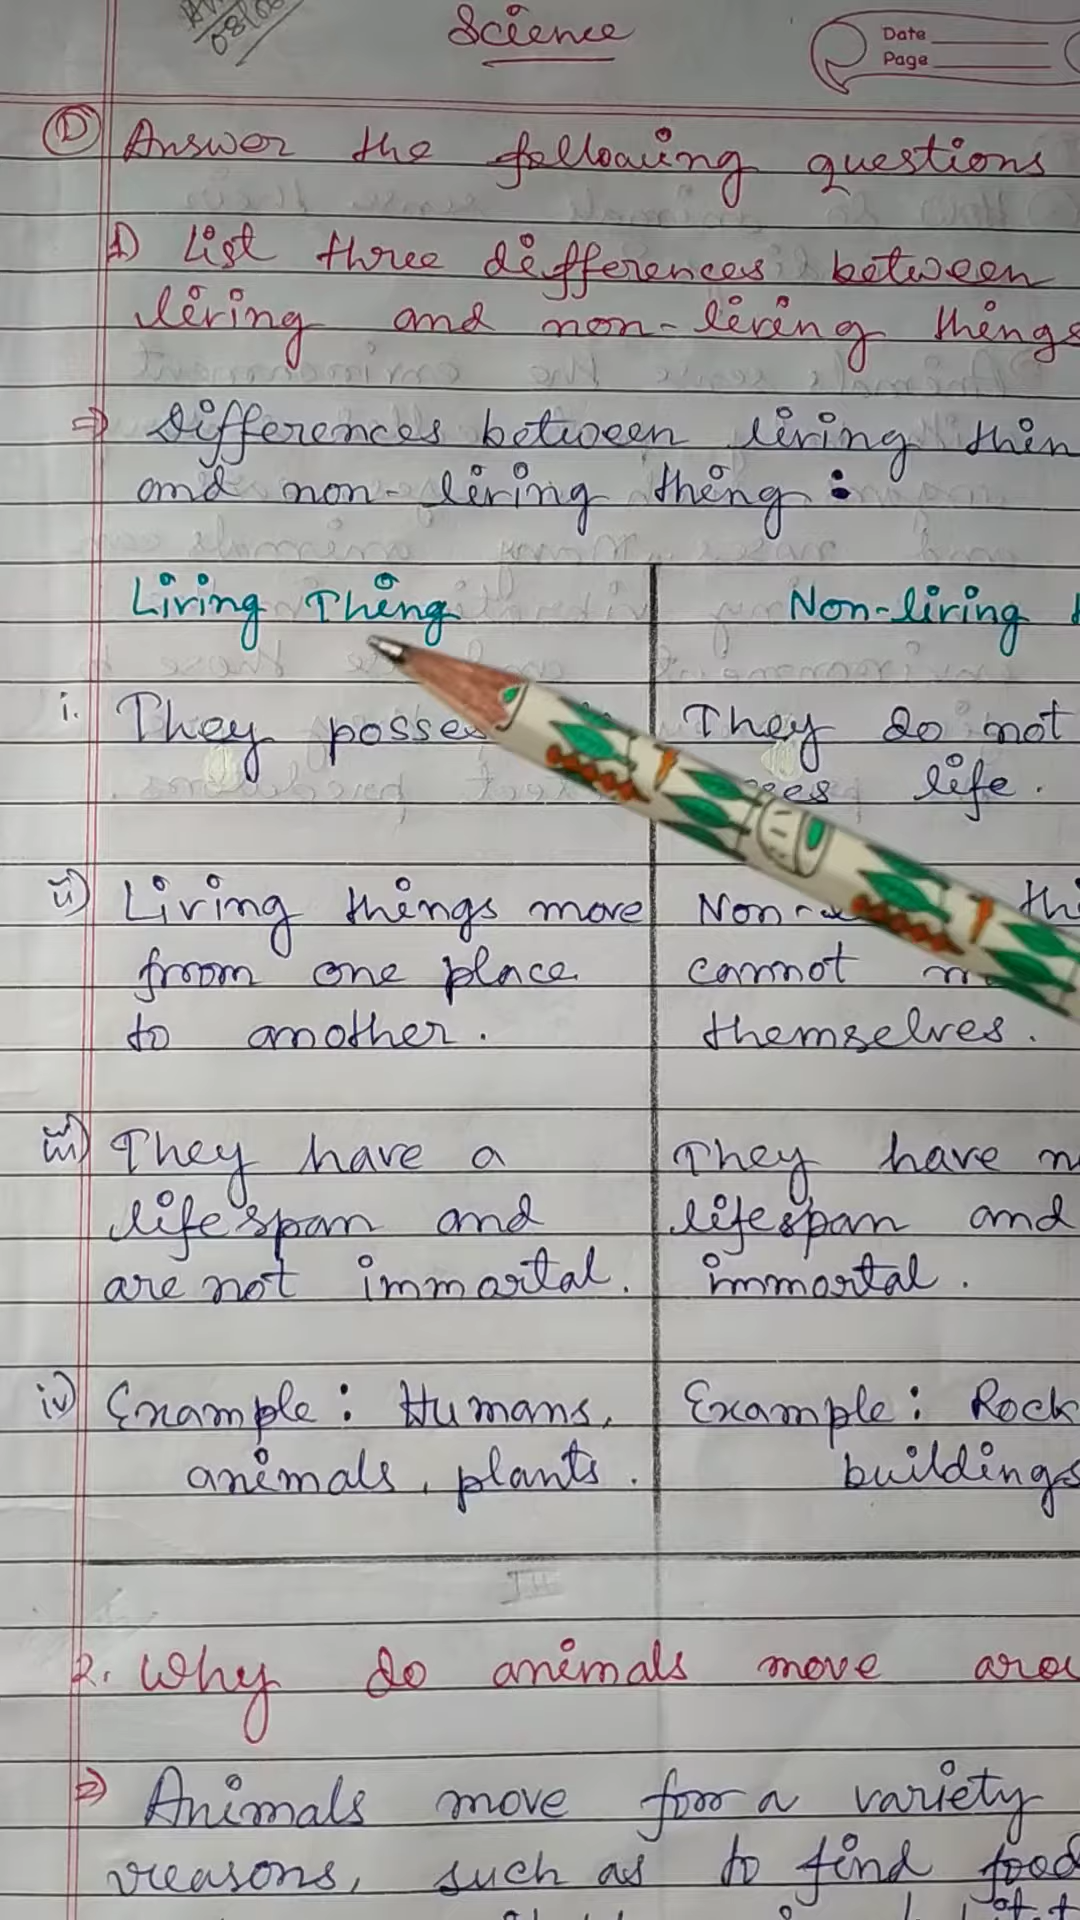 Science
Date
Page
D Answer the following questions
1) List three differences between
living and non-living things
⇒ Differences between living thin
and non-living thing :
Living Thing Non-living
i. They posse They do not
life.
ii) Living things move Non-
from one place cannot
to another. themselves.
iii) They have a They have
lifespan and lifespan and
are not immortal. immortal.
iv) Example: Humans, Example: Rock
animals, plants. buildings
2. Why do animals move
⇒ Animals move for a variety
reasons, such as to find food